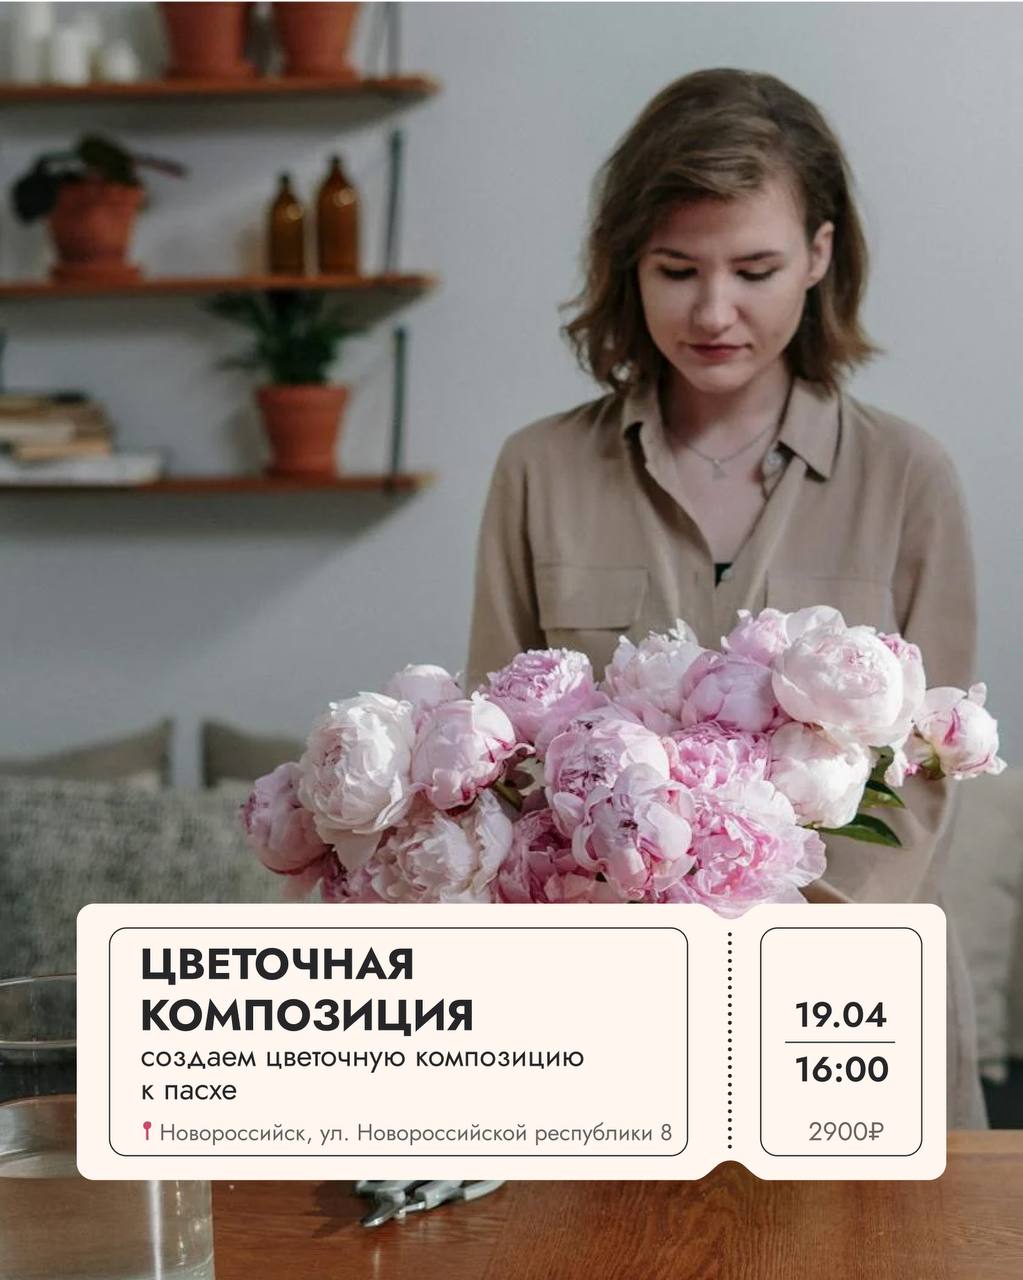 ЦВЕТОЧНАЯ
КОМПОЗИЦИЯ
создаем цветочную композицию
к пасхе
Новороссийск, ул. Новороссийской республики 8
19.04
16:00
2900₽